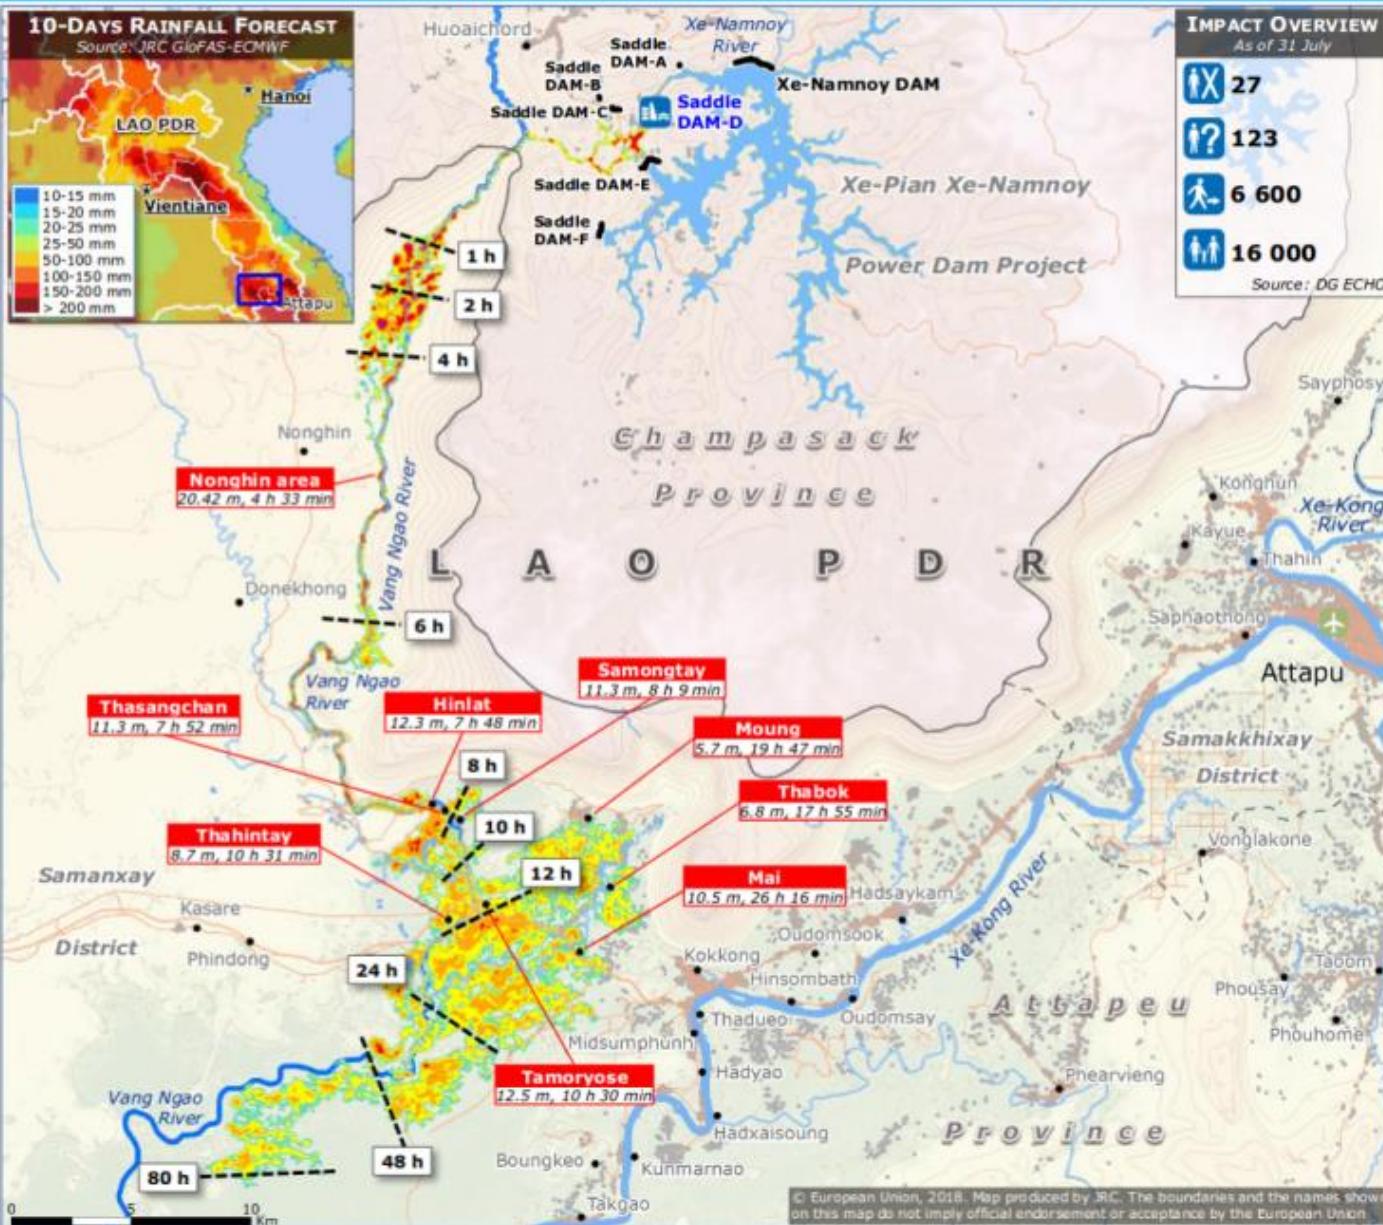 10-DAYS RAINFALL FORECAST
Source: JRC GloFAS-ECMWF
Hanoi
LAO PDR
Vientiane
Attapu
10-15 mm
15-20 mm
20-25 mm
25-50 mm
50-100 mm
100-150 mm
150-200 mm
> 200 mm
IMPACT OVERVIEW
As of 31 July
27
123
6 600
16 000
Source: DG ECHO
Huoaichord
Xe-Namnoy
River
Saddle
DAM-A
Saddle
DAM-B
Saddle DAM-C
Saddle
DAM-D
Xe-Namnoy DAM
Saddle DAM-E
Saddle
DAM-F
Xe-Pian Xe-Namnoy
Power Dam Project
1 h
2 h
4 h
Sayphosy
Nonghin
Champasack
Province
Nonghin area
20.42 m, 4 h 33 min
Vang Ngao River
Konghun
Xe-Kong
River
Kayue
Thahin
LAO PDR
Donekhong
6 h
Saphaothong
Attapu
Vang Ngao
River
Samongtay
11.3 m, 8 h 9 min
Thasangchan
11.3 m, 7 h 52 min
Hinlat
12.3 m, 7 h 48 min
Moung
5.7 m, 19 h 47 min
Samakkhixay
District
8 h
Thabok
6.8 m, 17 h 55 min
10 h
Thahintay
8.7 m, 10 h 31 min
Vonglakone
12 h
Mai
10.5 m, 26 h 16 min
Samanxay
District
Kasare
Phindong
Hadsaykam
Oudomsook
Xe-Kong River
Kokkong
Hinsombath
24 h
Taoom
Phousay
Attapeu
Province
Thadueo
Oudomsay
Phouhome
Midsumphunh
Hadyao
Tamoryose
12.5 m, 10 h 30 min
Phearvieng
Vang Ngao
River
Hadxaisoung
48 h
80 h
Boungkeo
Kunmarnao
Takgao
0 5 10
Km
© European Union, 2018. Map produced by JRC. The boundaries and the names shown
on this map do not imply official endorsement or acceptance by the European Union